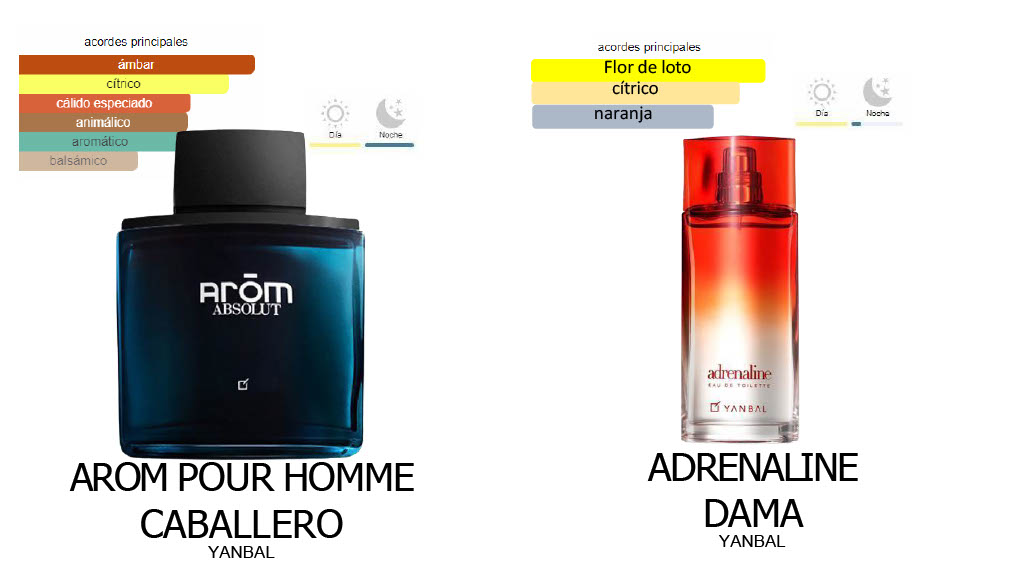 acordes principales
ámbar
cítrico
cálido especiado
animálico
aromático
balsámico
Día
Noche
ARŌM
ABSOLUT
AROM POUR HOMME
CABALLERO
YANBAL
acordes principales
Flor de loto
cítrico
naranja
Día
Noche
adrenaline
EAU DE TOILETTE
YANBAL
ADRENALINE
DAMA
YANBAL